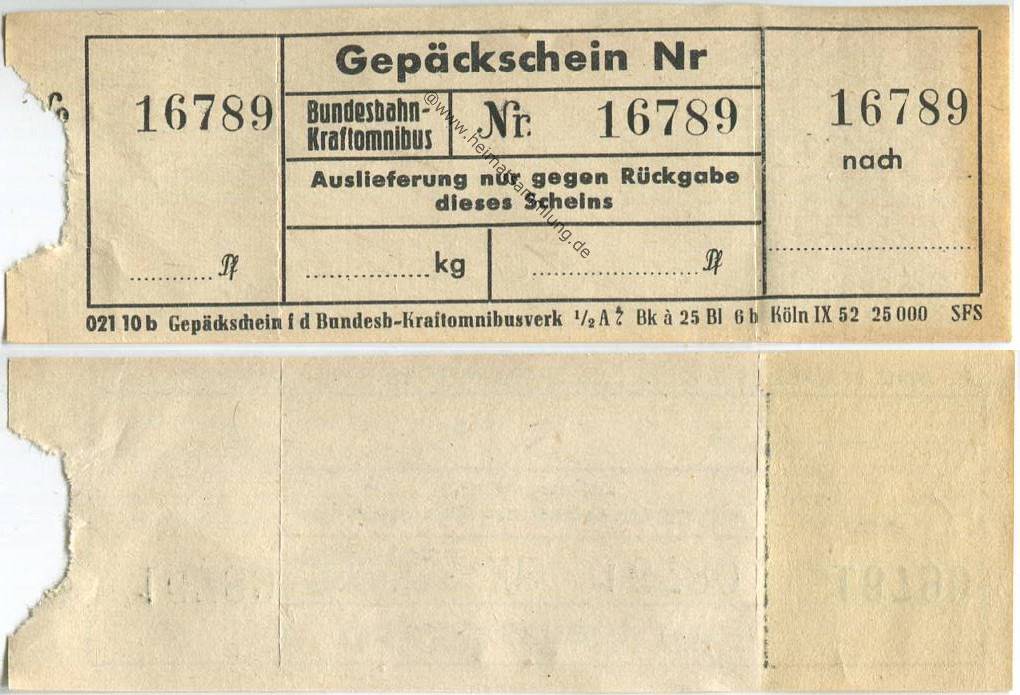 Gepäckschein Nr
16789
Bundesbahn-
Kraftomnibus
Nr.
16789
16789
nach
Auslieferung nur gegen Rückgabe
dieses Scheins
Pf
kg
Pf
021 10 b Gepäckschein f d Bundesb-Kraftomnibusverk 1/2 A Bk à 25 Bl 6 b Köln IX 52 25 000 SFS
@www.heimatsammlung.de